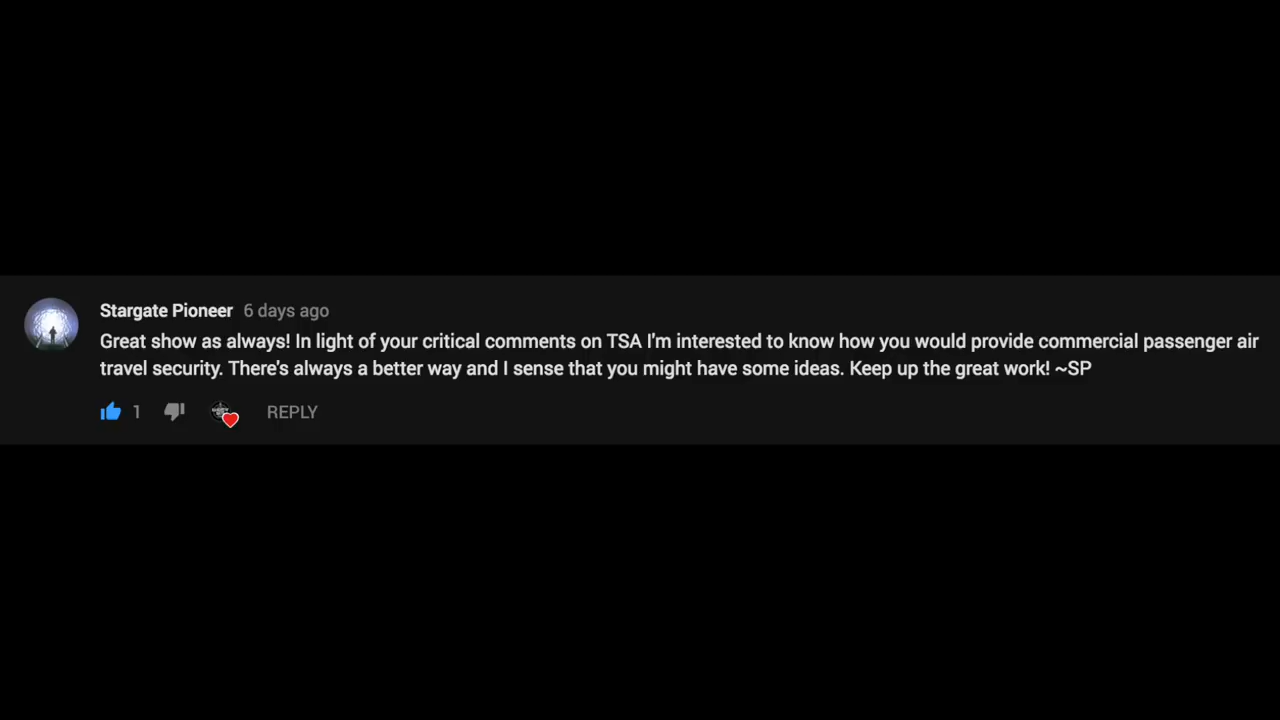 Stargate Pioneer 6 days ago
Great show as always! In light of your critical comments on TSA I'm interested to know how you would provide commercial passenger air
travel security. There's always a better way and I sense that you might have some ideas. Keep up the great work! ~SP
1 REPLY